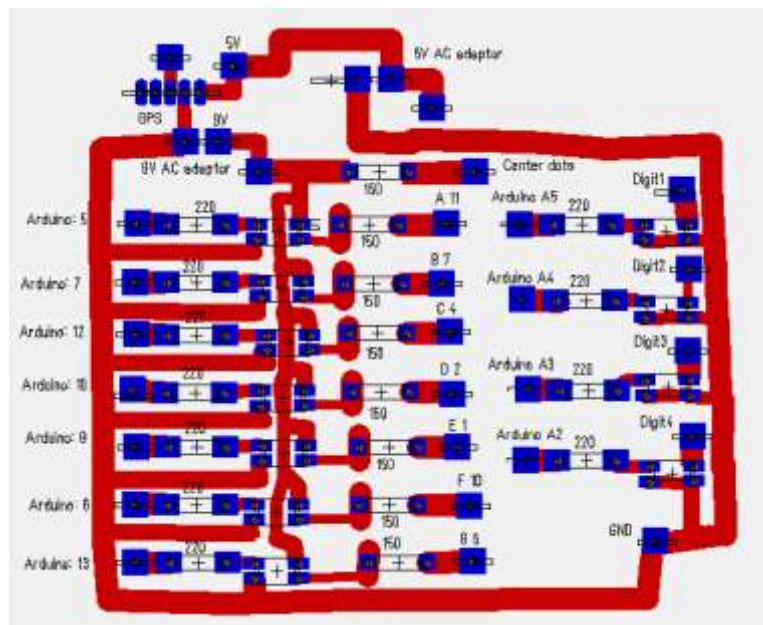 5V
5V AC adaptor
GPS
9V
9V AC adaptor
150
Center dots
Digit1
Arduino: 5
220
150
A 11
Arduino A5
220
Arduino: 7
220
150
B 7
Arduino A4
220
Digit2
Arduino: 12
220
150
C 4
Digit3
Arduino: 10
220
150
D 2
Arduino A3
220
Arduino: 9
220
150
E 1
Arduino A2
220
Digit4
Arduino: 6
220
150
F 10
GND
Arduino: 13
220
150
G 5